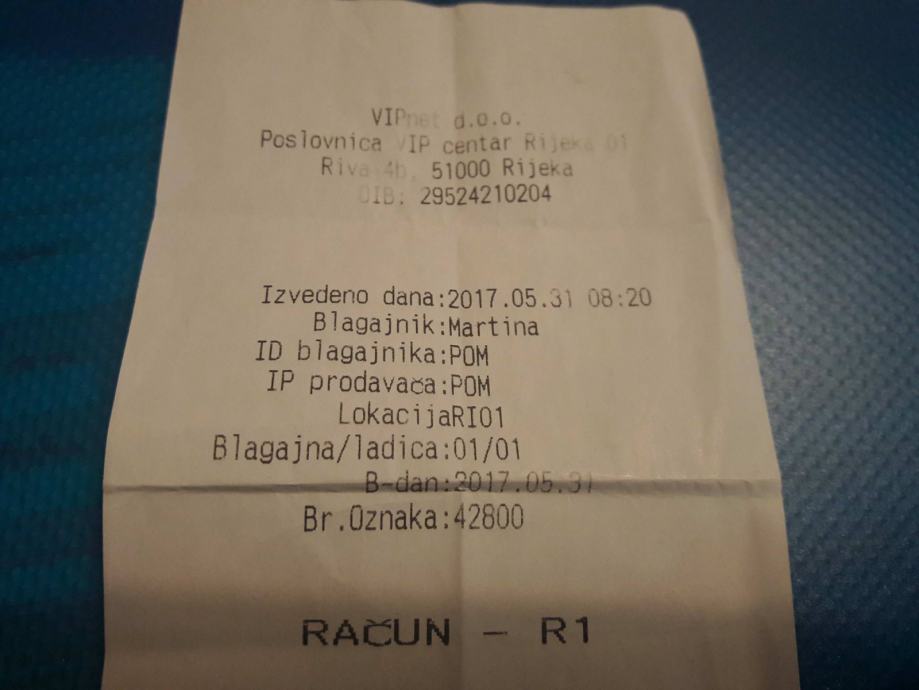 VIPnet d.o.o.
Poslovnica VIP centar Rijeka 01
Riva 4b, 51000 Rijeka
OIB: 29524210204
Izvedeno dana:2017.05.31 08:20
Blagajnik:Martina
ID blagajnika:POM
IP prodavača:POM
LokacijaRI01
Blagajna/ladica:01/01
B-dan:2017.05.31
Br.Oznaka:42800
RAČUN - R1